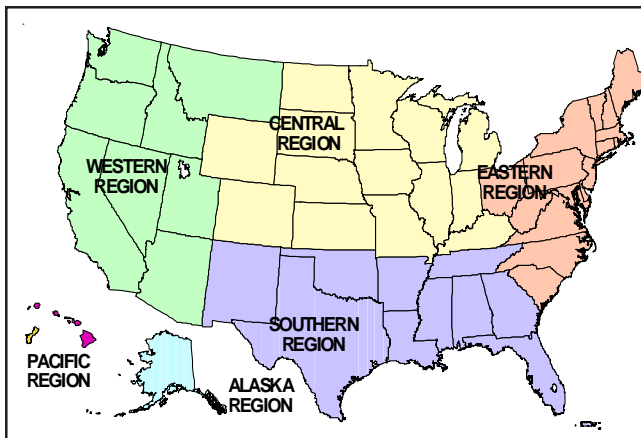 CENTRAL
REGION
WESTERN
REGION
EASTERN
REGION
SOUTHERN
REGION
PACIFIC
REGION
ALASKA
REGION